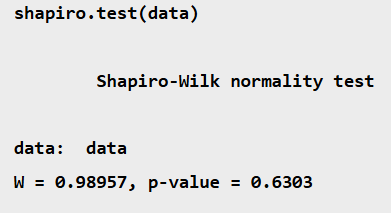 shapiro.test(data)
Shapiro-Wilk normality test
data: data
W = 0.98957, p-value = 0.6303